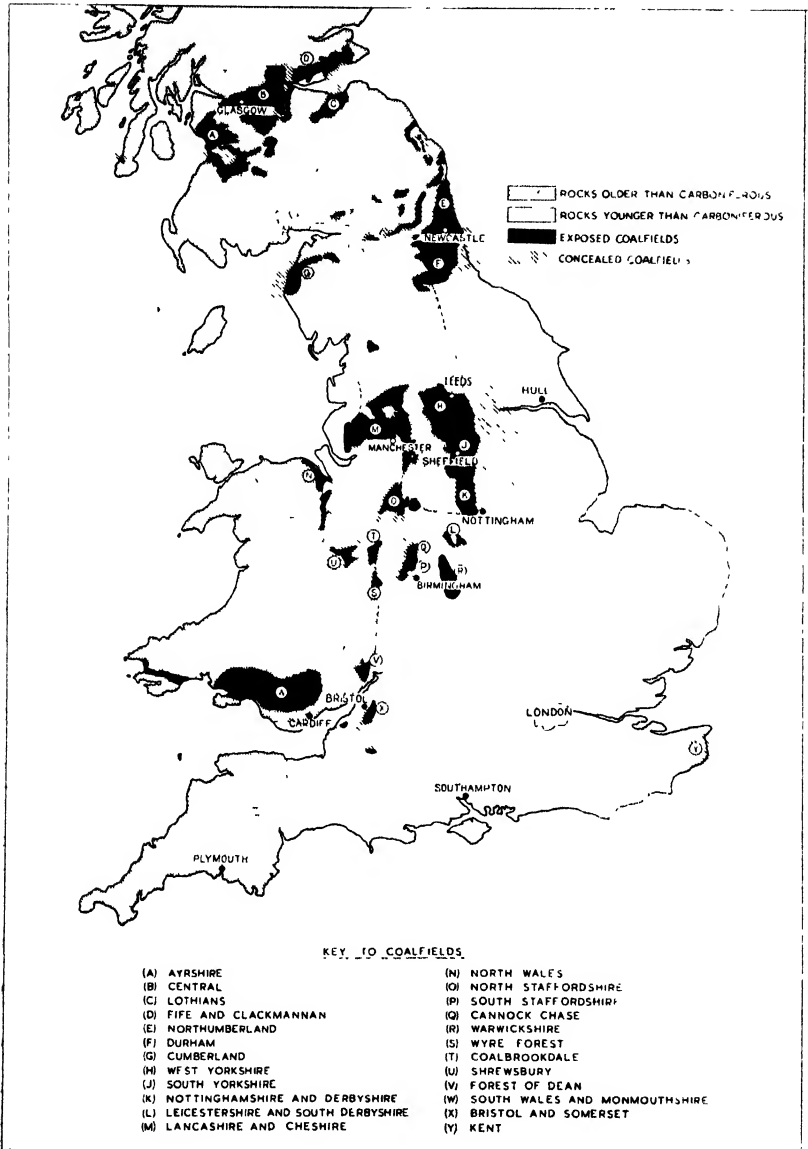 (D)
(B)
GLASGOW
(C)
(A)
ROCKS OLDER THAN CARBONIFEROUS
ROCKS YOUNGER THAN CARBONIFEROUS
EXPOSED COALFIELDS
CONCEALED COALFIELDS
(E)
NEWCASTLE
(F)
(G)
LEEDS
HULL
(H)
(M)
MANCHESTER
(J)
SHEFFIELD
(N)
(K)
(O)
NOTTINGHAM
(L)
(T)
(Q)
(U)
(P)
(R)
BIRMINGHAM
(S)
(V)
(A)
BRISTOL
(X)
CARDIFF
LONDON
(Y)
SOUTHAMPTON
PLYMOUTH
KEY TO COALFIELDS
(A) AYRSHIRE
(B) CENTRAL
(C) LOTHIANS
(D) FIFE AND CLACKMANNAN
(E) NORTHUMBERLAND
(F) DURHAM
(G) CUMBERLAND
(H) WEST YORKSHIRE
(J) SOUTH YORKSHIRE
(K) NOTTINGHAMSHIRE AND DERBYSHIRE
(L) LEICESTERSHIRE AND SOUTH DERBYSHIRE
(M) LANCASHIRE AND CHESHIRE
(N) NORTH WALES
(O) NORTH STAFFORDSHIRE
(P) SOUTH STAFFORDSHIRE
(Q) CANNOCK CHASE
(R) WARWICKSHIRE
(S) WYRE FOREST
(T) COALBROOKDALE
(U) SHREWSBURY
(V) FOREST OF DEAN
(W) SOUTH WALES AND MONMOUTHSHIRE
(X) BRISTOL AND SOMERSET
(Y) KENT